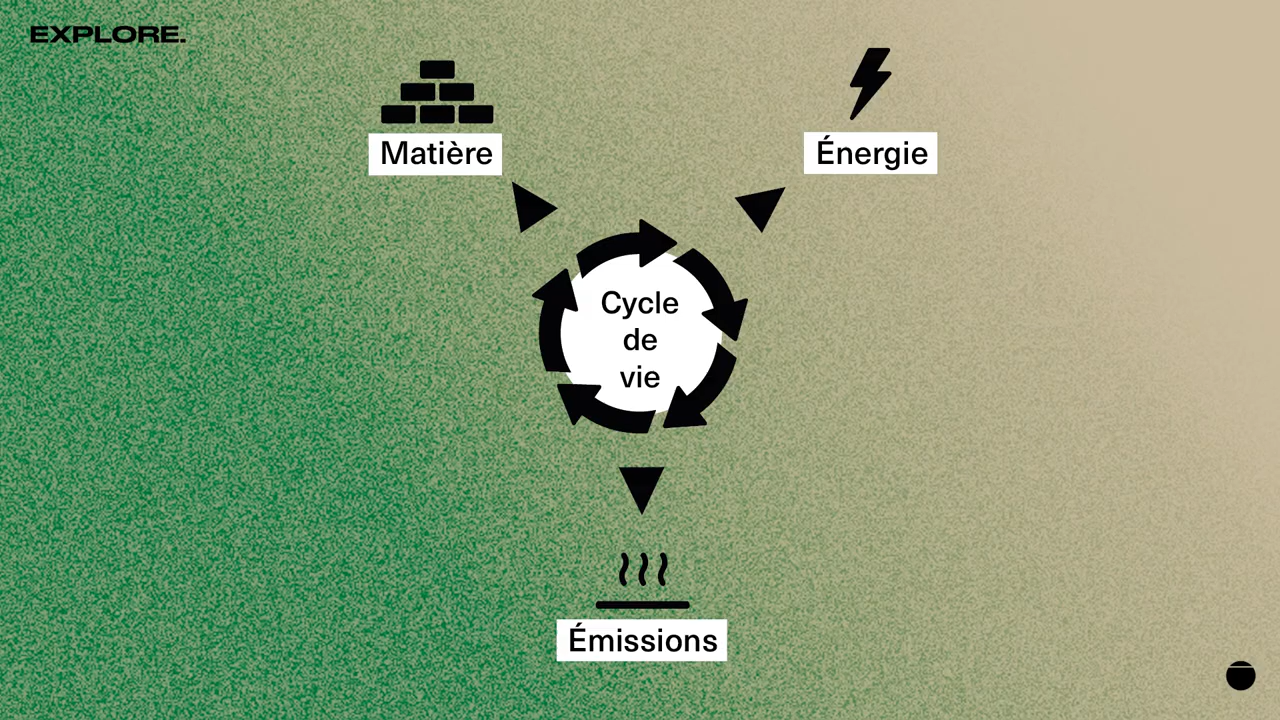 EXPLORE.
Matière
Énergie
Cycle
de
vie
Émissions